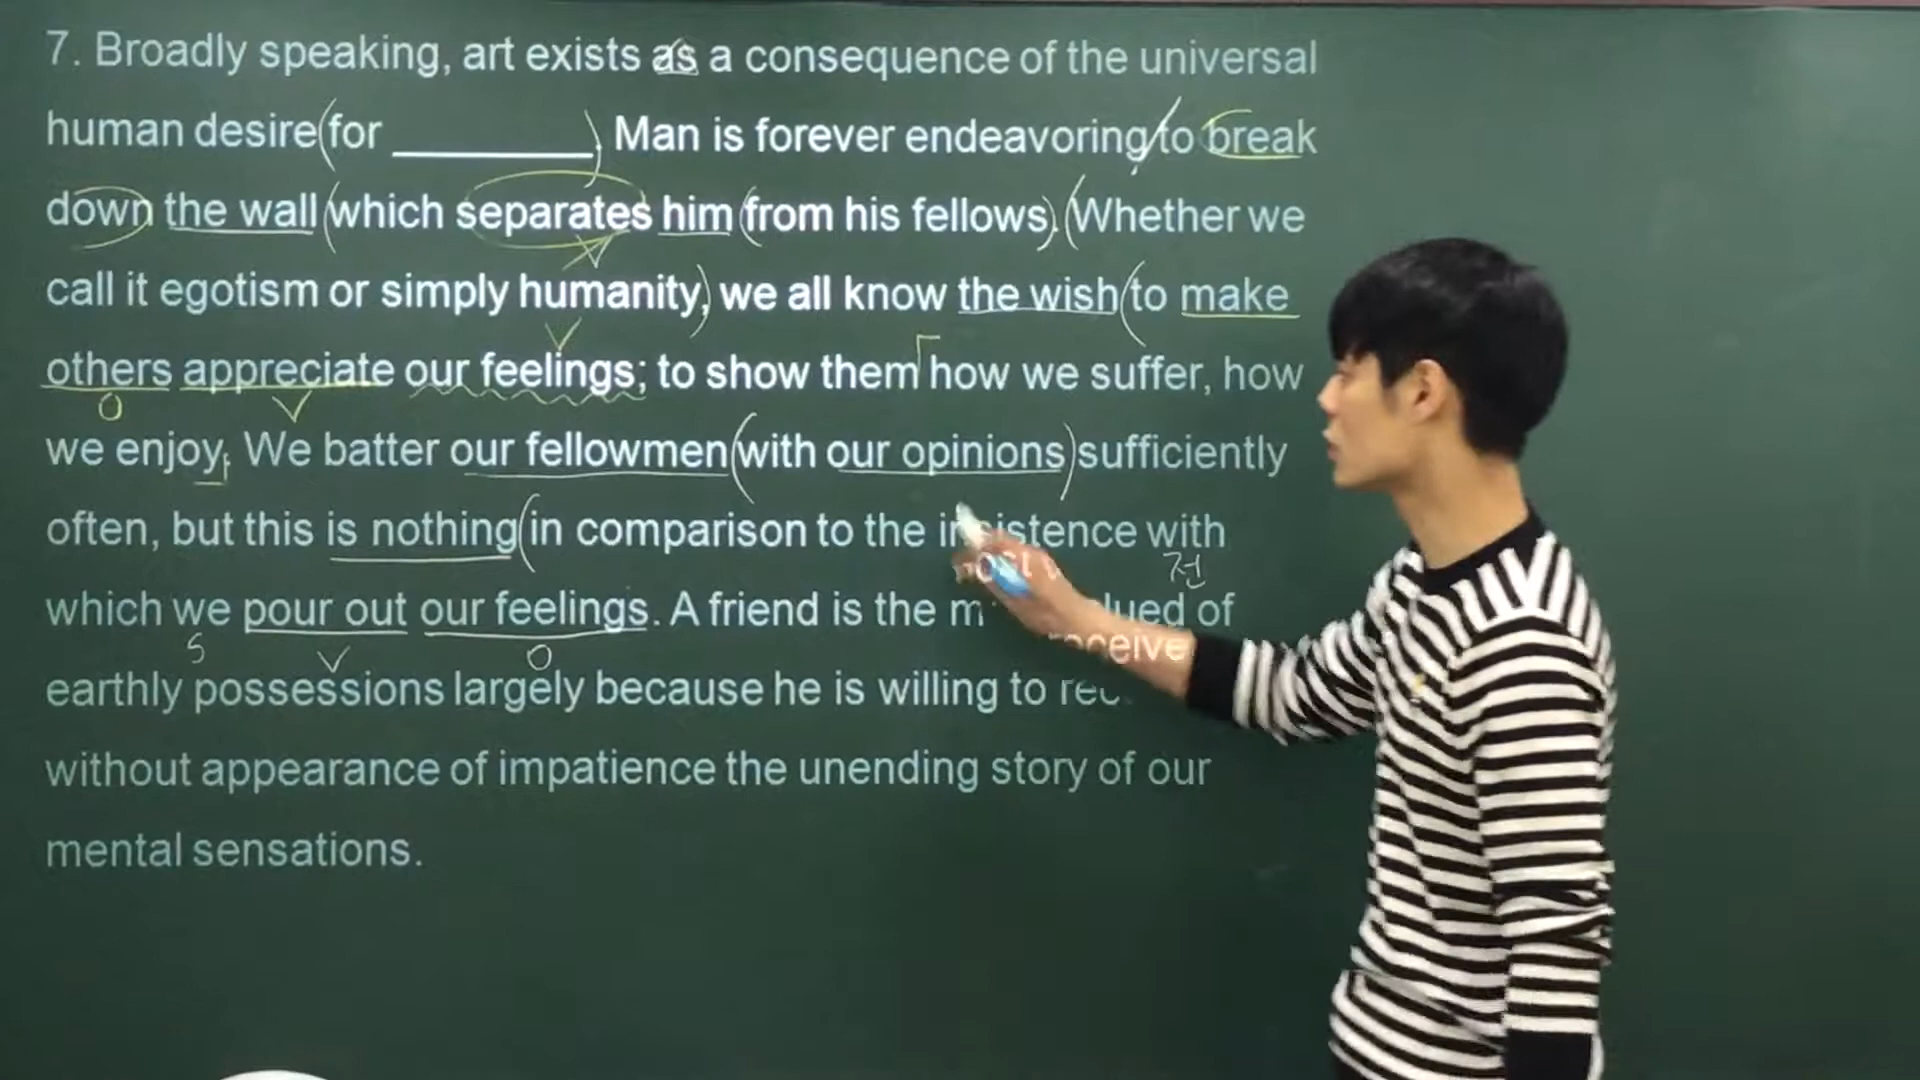 7. Broadly speaking, art exists as a consequence of the universal
human desire (for __________). Man is forever endeavoring / to break
down the wall (which separates him (from his fellows). (Whether we
call it egotism or simply humanity), we all know the wish (to make
others appreciate our feelings; to show them how we suffer, how
O V
we enjoy; We batter our fellowmen (with our opinions) sufficiently
often, but this is nothing (in comparison to the insistence with
전
which we pour out our feelings. A friend is the m lued of
S V O
earthly possessions largely because he is willing to rec
without appearance of impatience the unending story of our
mental sensations.